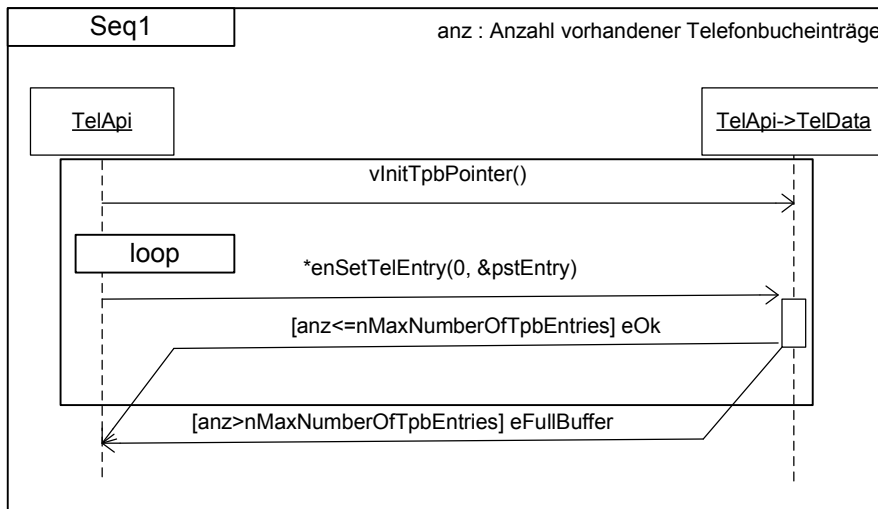 Seq1
anz : Anzahl vorhandener Telefonbucheinträge
TelApi
TelApi->TelData
vInitTpbPointer()
loop
*enSetTelEntry(0, &pstEntry)
[anz<=nMaxNumberOfTpbEntries] eOk
[anz>nMaxNumberOfTpbEntries] eFullBuffer